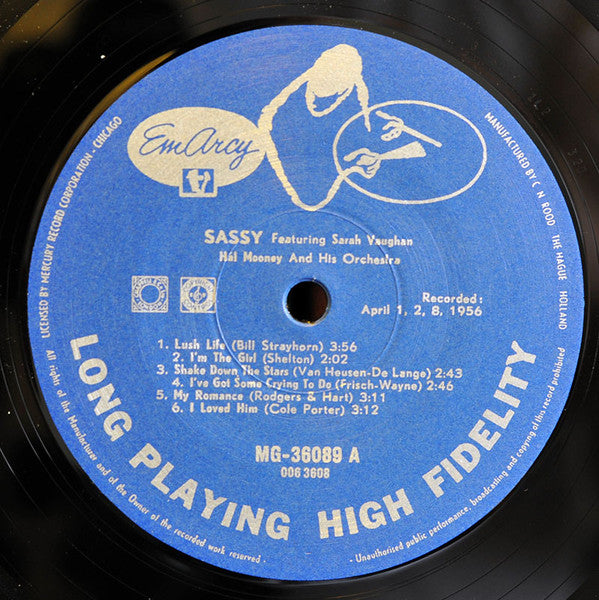 EmArcy
SASSY Featuring Sarah Vaughan
Hal Mooney And His Orchestra
Recorded:
April 1, 2, 8, 1956
1. Lush Life (Bill Strayhorn) 3:56
2. I'm The Girl (Shelton) 2:02
3. Shake Down The Stars (Van Heusen-De Lange) 2:43
4. I've Got Some Crying To Do (Frisch-Wayne) 2:46
5. My Romance (Rodgers & Hart) 3:11
6. I Loved Him (Cole Porter) 3:12
MG-36089 A
006 3608
LONG PLAYING HIGH FIDELITY
LICENSED BY MERCURY RECORD CORPORATION - CHICAGO
MANUFACTURED BY C N ROOD THE HAGUE HOLLAND
All rights of the Manufacturer and of the Owner of the recorded work reserved -
- Unauthorised public performance, broadcasting and copying of this record prohibited